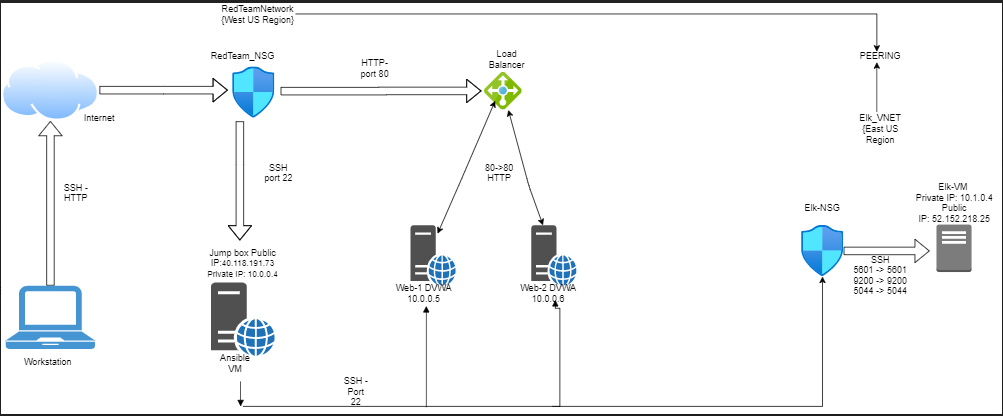 RedTeamNetwork
{West US Region}
RedTeam_NSG
HTTP-
port 80
Load
Balancer
PEERING
Internet
Elk_VNET
{East US
Region
SSH
port 22
80->80
HTTP
SSH -
HTTP
Elk-VM
Private IP: 10.1.0.4
Public
IP: 52.152.218.25
Elk-NSG
Jump box Public
IP:40.118.191.73
Private IP: 10.0.0.4
SSH
5601 -> 5601
9200 -> 9200
5044 -> 5044
Web-1 DVWA
10.0.0.5
Web-2 DVWA
10.0.0.6
Workstation
Ansible
VM
SSH -
Port
22